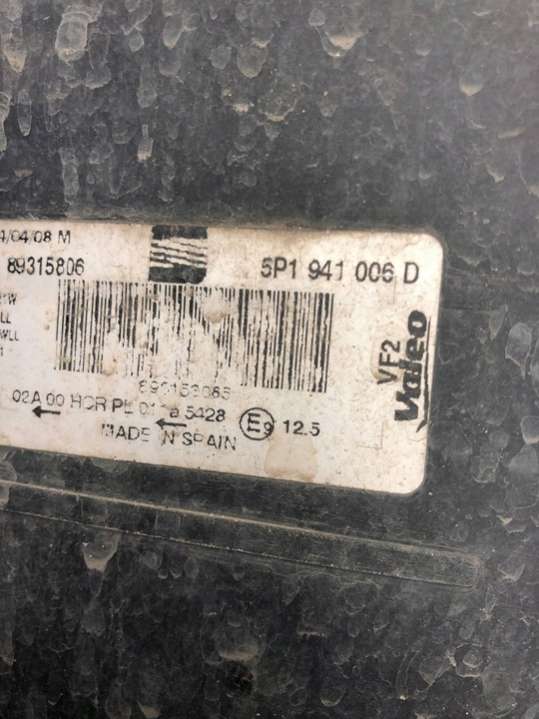 4/04/08 M
89315806
5P1 941 006 D
VF2
Valeo
LL
02A 00 HCR PL 5428
E9 12.5
MADE IN SPAIN